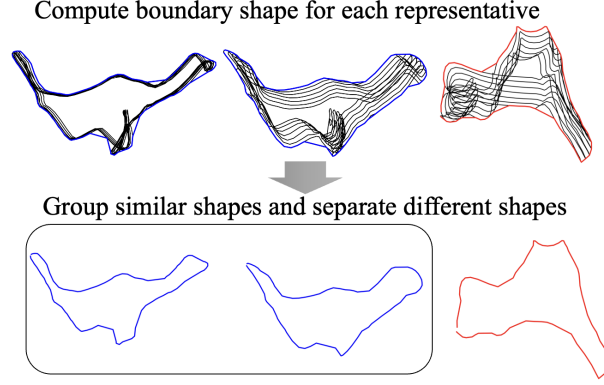 Compute boundary shape for each representative
Group similar shapes and separate different shapes